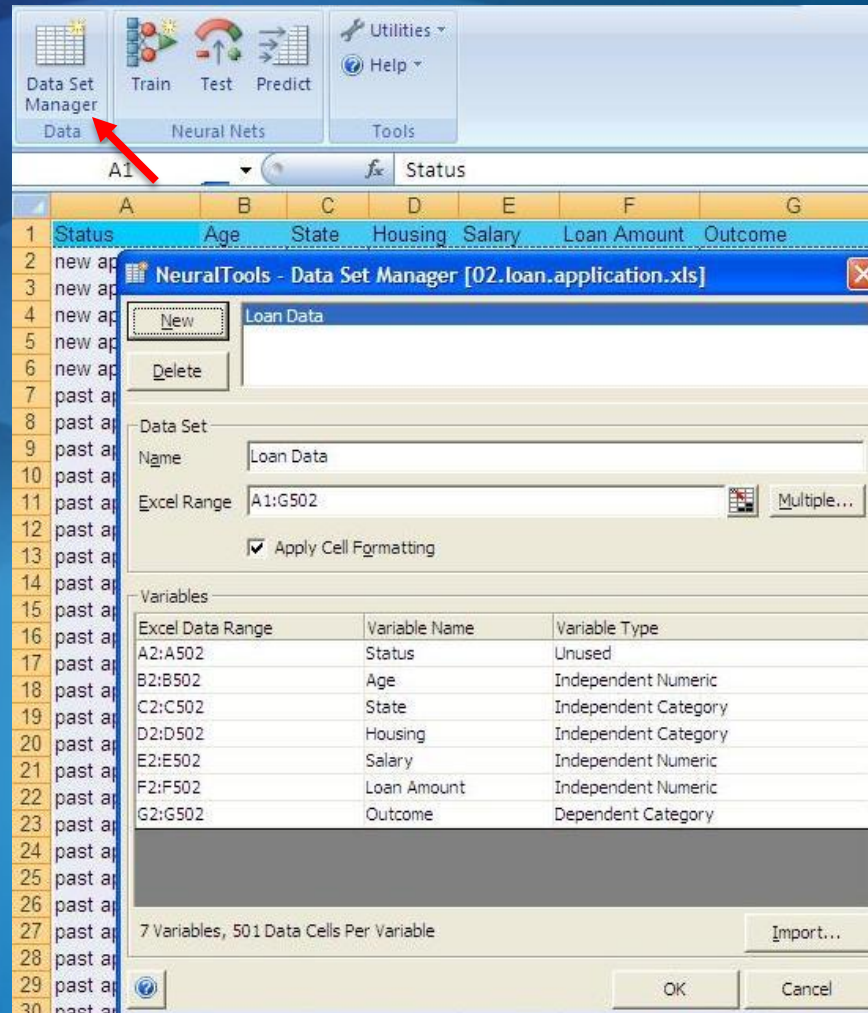 Data Set Manager
Train
Test
Predict
Utilities
Help
Data
Neural Nets
Tools
A1
fx Status
A B C D E F G
1 Status Age State Housing Salary Loan Amount Outcome
2 new ap
3 new ap
4 new ap
5 new ap
6 new ap
7 past ap
8 past ap
9 past ap
10 past ap
11 past ap
12 past ap
13 past ap
14 past ap
15 past ap
16 past ap
17 past ap
18 past ap
19 past ap
20 past ap
21 past ap
22 past ap
23 past ap
24 past ap
25 past ap
26 past ap
27 past ap
28 past ap
29 past ap
30 past ap
NeuralTools - Data Set Manager [02.loan.application.xls]
New
Loan Data
Delete
Data Set
Name Loan Data
Excel Range A1:G502 Multiple...
Apply Cell Formatting
Variables
Excel Data Range Variable Name Variable Type
A2:A502 Status Unused
B2:B502 Age Independent Numeric
C2:C502 State Independent Category
D2:D502 Housing Independent Category
E2:E502 Salary Independent Numeric
F2:F502 Loan Amount Independent Numeric
G2:G502 Outcome Dependent Category
7 Variables, 501 Data Cells Per Variable
Import...
OK Cancel